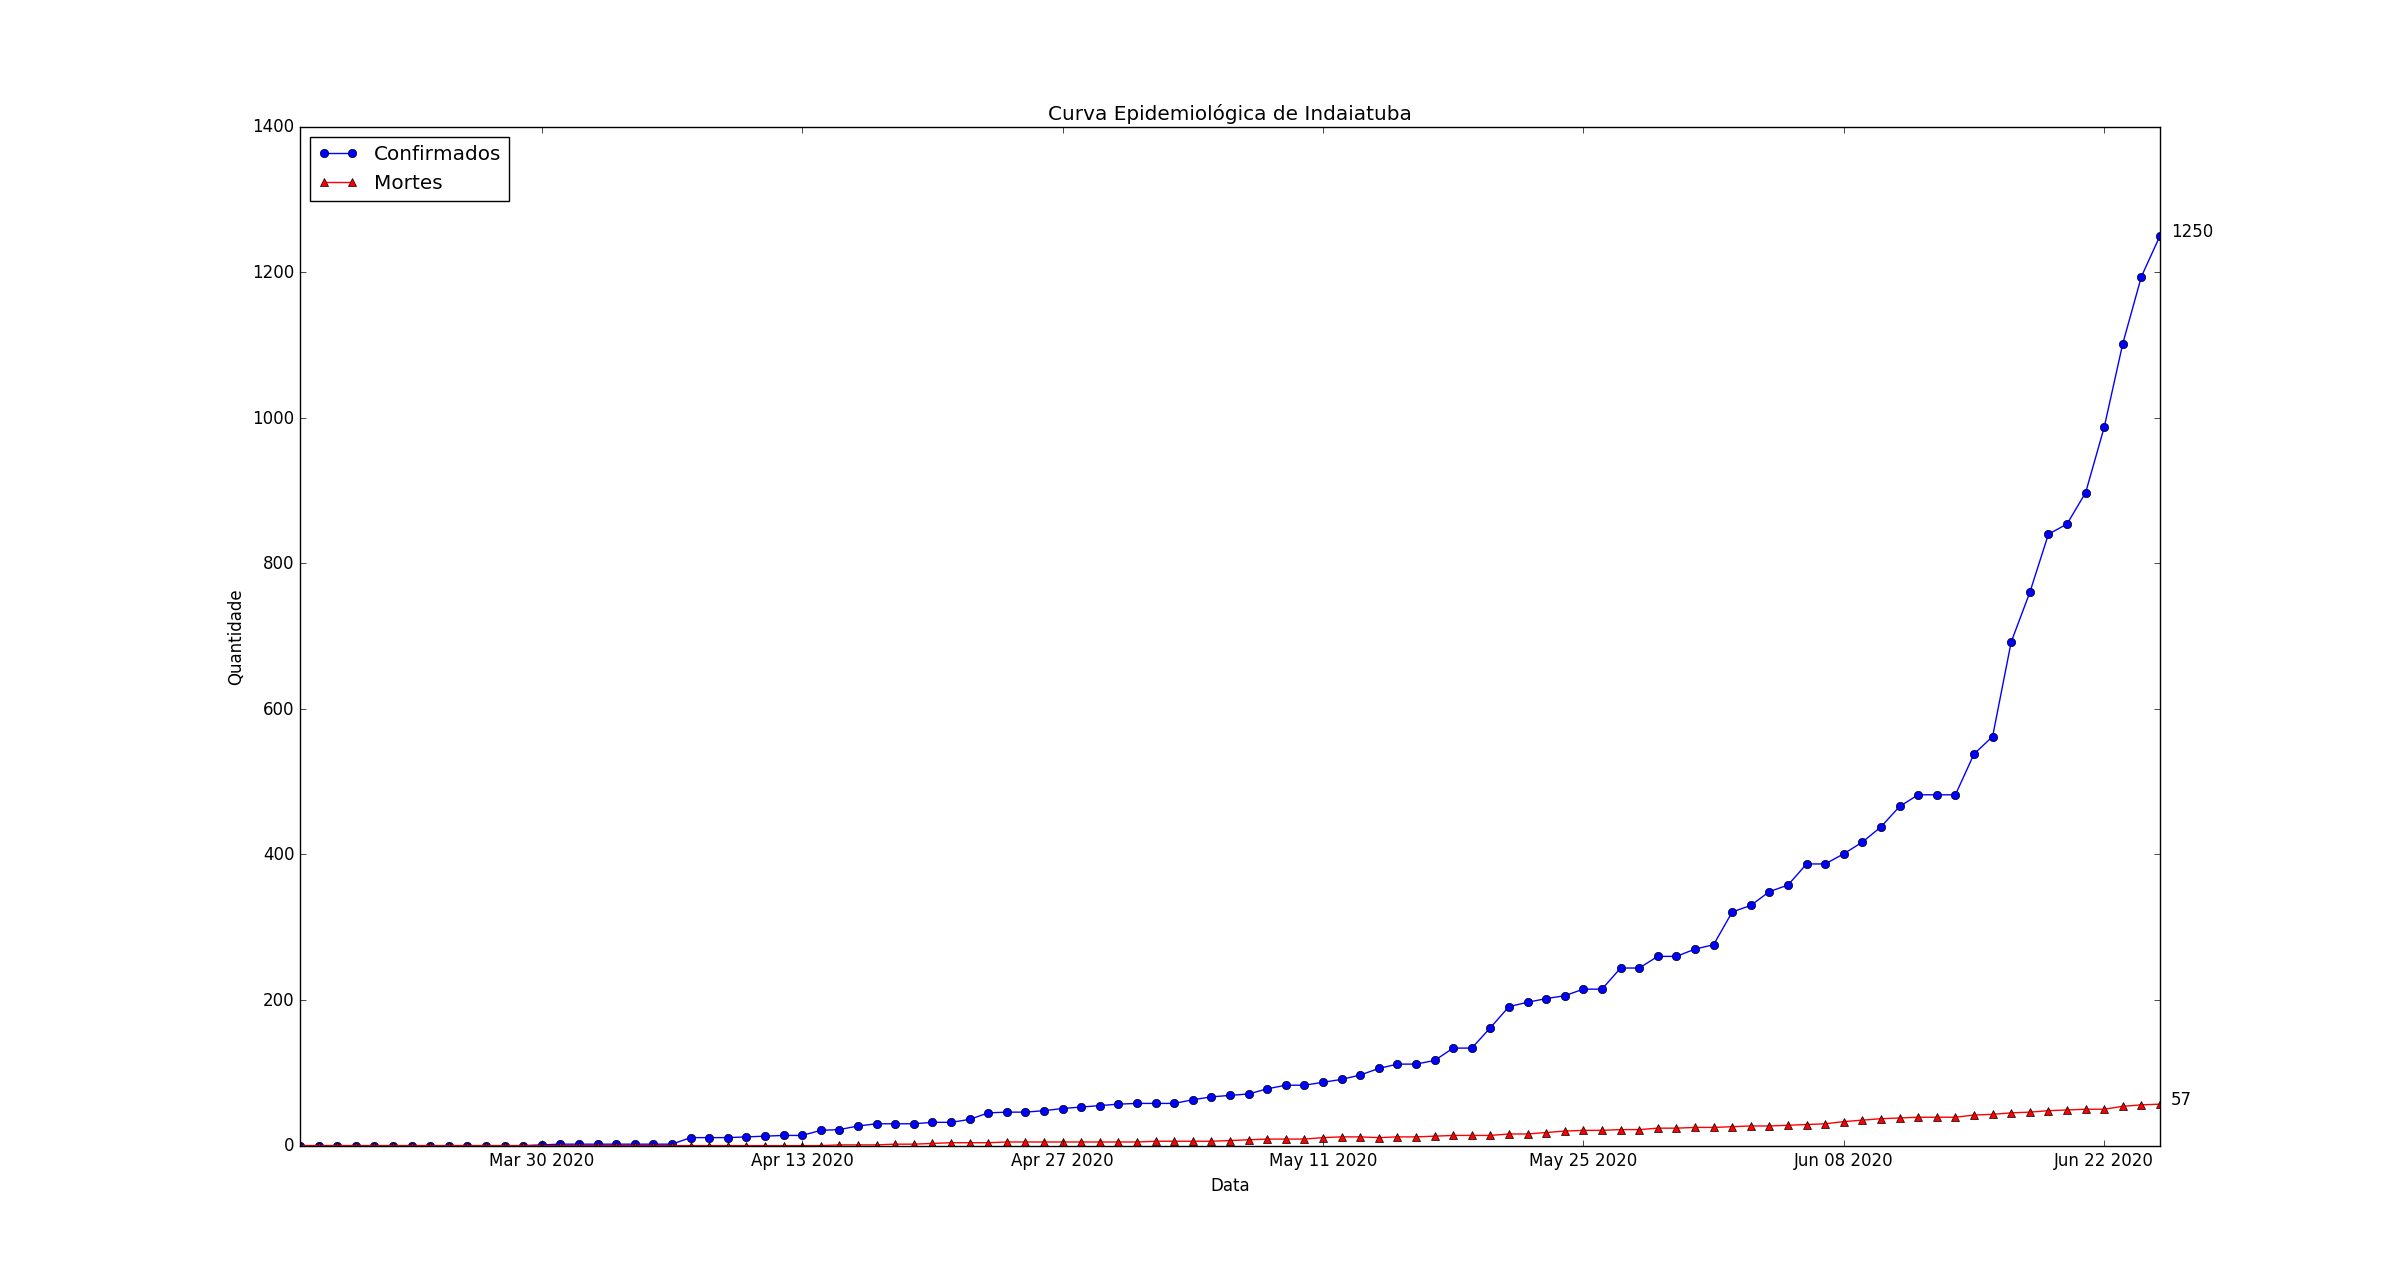 Curva Epidemiológica de Indaiatuba
Confirmados
Mortes
1400
1200
1000
800
600
400
200
0
Quantidade
1250
57
Mar 30 2020
Apr 13 2020
Apr 27 2020
May 11 2020
May 25 2020
Jun 08 2020
Jun 22 2020
Data